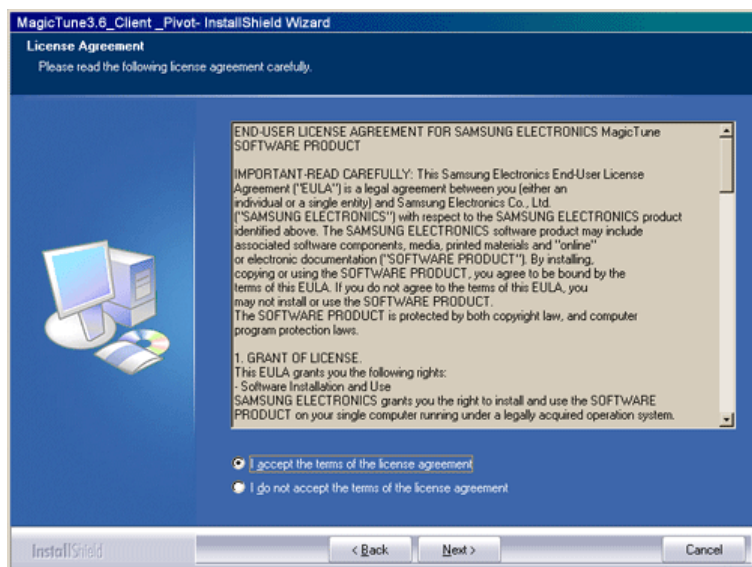 MagicTune3.6_Client _Pivot- InstallShield Wizard
License Agreement
Please read the following license agreement carefully.
END-USER LICENSE AGREEMENT FOR SAMSUNG ELECTRONICS MagicTune
SOFTWARE PRODUCT
IMPORTANT-READ CAREFULLY: This Samsung Electronics End-User License
Agreement ("EULA") is a legal agreement between you (either an
individual or a single entity) and Samsung Electronics Co., Ltd.
("SAMSUNG ELECTRONICS") with respect to the SAMSUNG ELECTRONICS product
identified above. The SAMSUNG ELECTRONICS software product may include
associated software components, media, printed materials and "online"
or electronic documentation ("SOFTWARE PRODUCT"). By installing,
copying or using the SOFTWARE PRODUCT, you agree to be bound by the
terms of this EULA. If you do not agree to the terms of this EULA, you
may not install or use the SOFTWARE PRODUCT.
The SOFTWARE PRODUCT is protected by both copyright law, and computer
program protection laws.
1. GRANT OF LICENSE.
This EULA grants you the following rights:
- Software Installation and Use
SAMSUNG ELECTRONICS grants you the right to install and use the SOFTWARE
PRODUCT on your single computer running under a legally acquired operation system.
I accept the terms of the license agreement
I do not accept the terms of the license agreement
InstallShield
< Back
Next >
Cancel